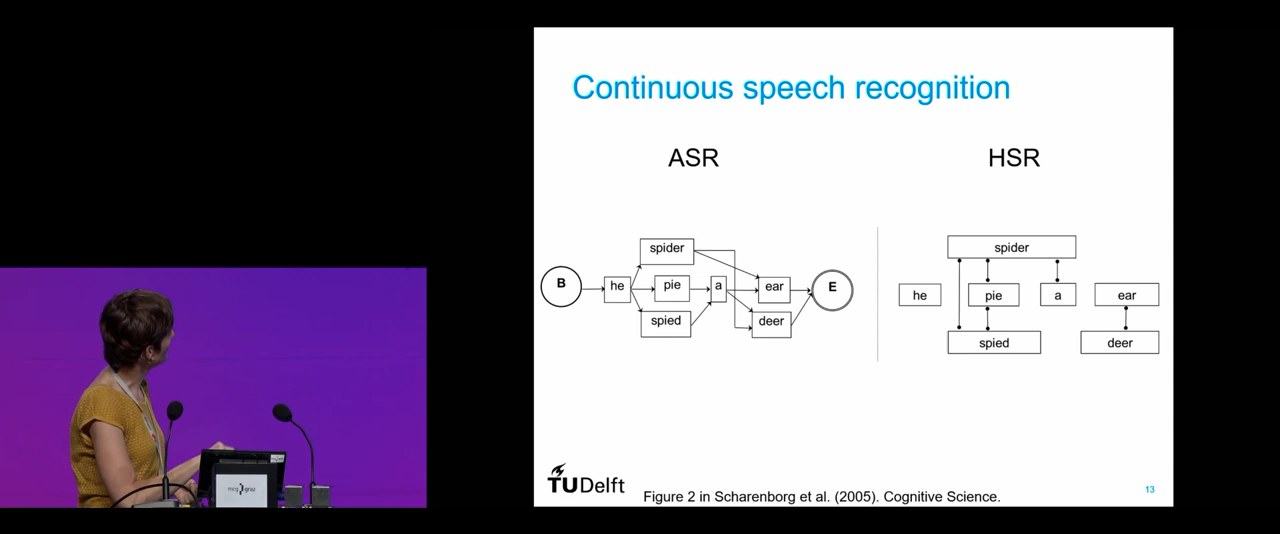 Continuous speech recognition
ASR
HSR
B
he
spider
pie
spied
a
ear
deer
E
spider
he
pie
a
ear
spied
deer
TUDelft
Figure 2 in Scharenborg et al. (2005). Cognitive Science.
13